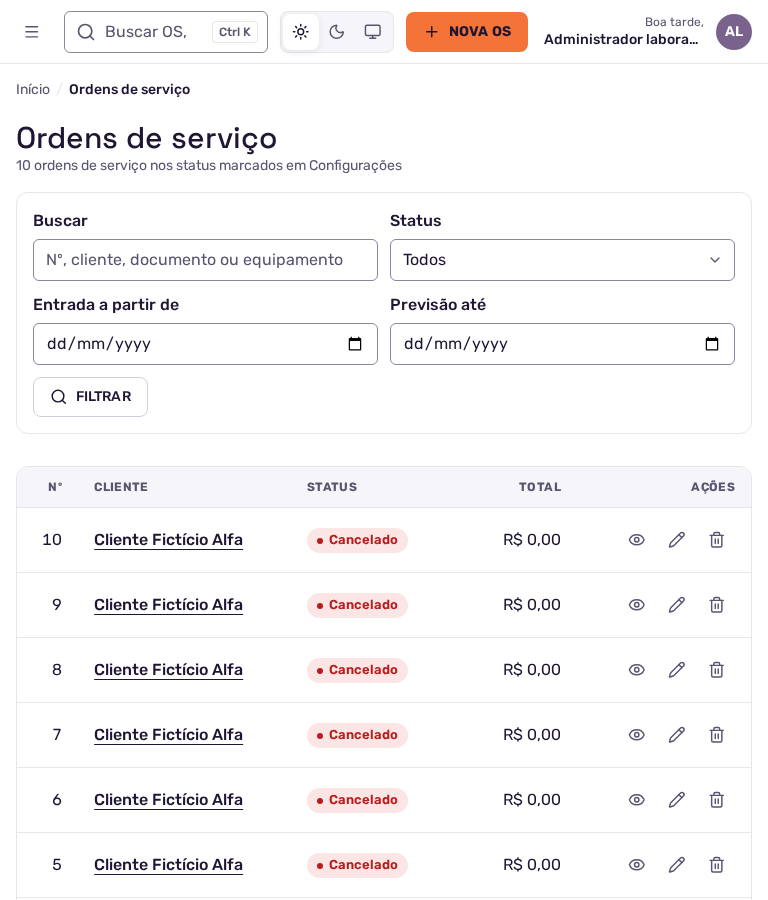 Buscar OS,
Ctrl K
NOVA OS
Boa tarde,
Administrador labora...
AL
Início / Ordens de serviço
Ordens de serviço
10 ordens de serviço nos status marcados em Configurações
Buscar
Status
Nº, cliente, documento ou equipamento
Todos
Entrada a partir de
Previsão até
dd/mm/yyyy
dd/mm/yyyy
FILTRAR
Nº CLIENTE STATUS TOTAL AÇÕES
10 Cliente Fictício Alfa Cancelado R$ 0,00
9 Cliente Fictício Alfa Cancelado R$ 0,00
8 Cliente Fictício Alfa Cancelado R$ 0,00
7 Cliente Fictício Alfa Cancelado R$ 0,00
6 Cliente Fictício Alfa Cancelado R$ 0,00
5 Cliente Fictício Alfa Cancelado R$ 0,00